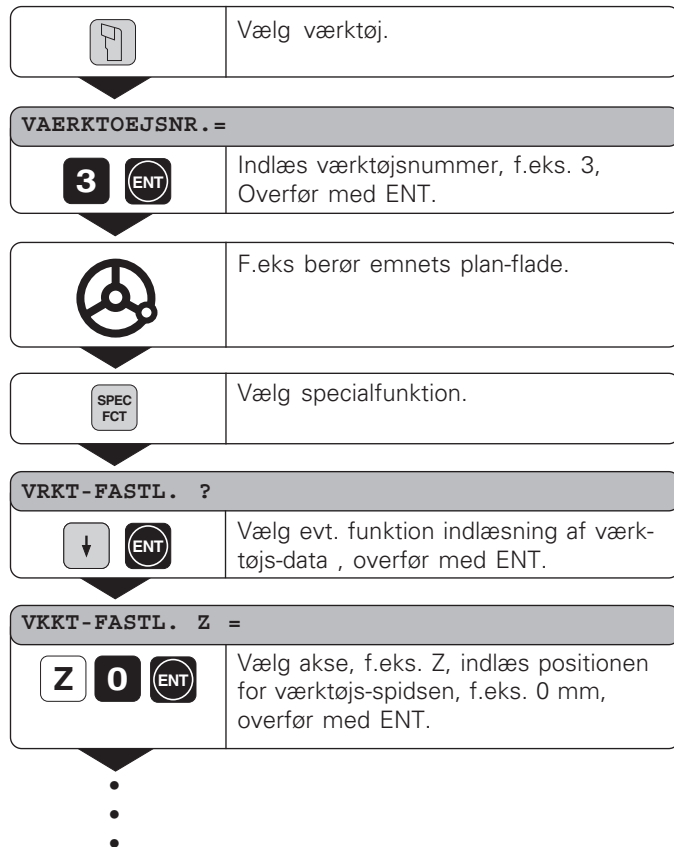 Vælg værktøj.
VAERKTOEJSNR.=
3 ENT
Indlæs værktøjsnummer, f.eks. 3,
Overfør med ENT.
F.eks berør emnets plan-flade.
SPEC
FCT
Vælg specialfunktion.
VRKT-FASTL. ?
ENT
Vælg evt. funktion indlæsning af værk-
tøjs-data , overfør med ENT.
VKKT-FASTL. Z =
Z 0 ENT
Vælg akse, f.eks. Z, indlæs positionen
for værktøjs-spidsen, f.eks. 0 mm,
overfør med ENT.